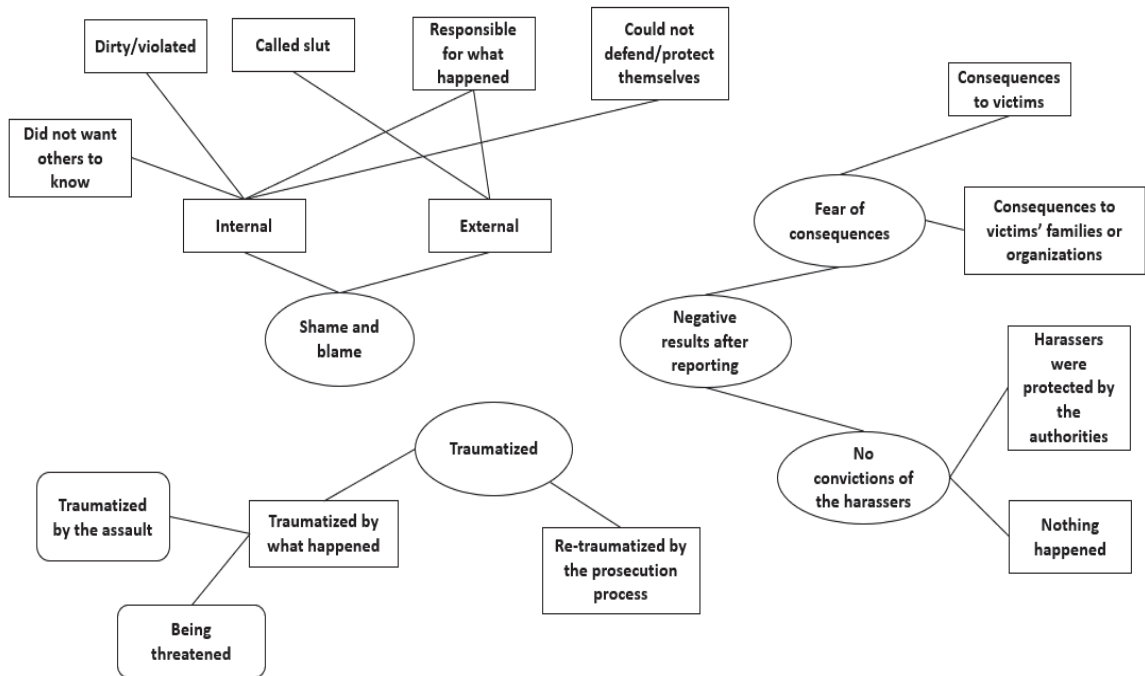 Dirty/violated
Called slut
Responsible
for what
happened
Could not
defend/protect
themselves
Did not want
others to
know
Internal
External
Shame and
blame
Consequences
to victims
Fear of
consequences
Consequences to
victims’ families or
organizations
Negative
results after
reporting
Harassers
were
protected by
the
authorities
No
convictions of
the harassers
Nothing
happened
Traumatized
Traumatized
by the assault
Traumatized by
what happened
Re-traumatized by
the prosecution
process
Being
threatened